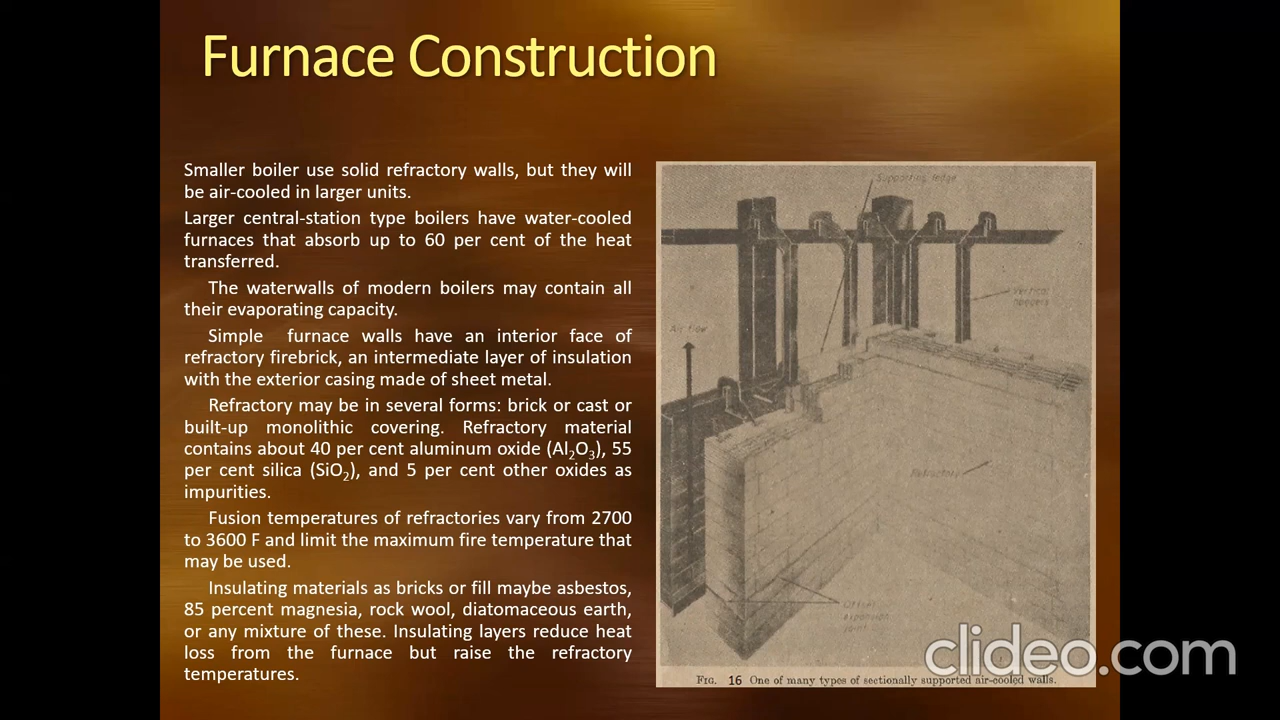 Furnace Construction
Smaller boiler use solid refractory walls, but they will
be air-cooled in larger units.
Larger central-station type boilers have water-cooled
furnaces that absorb up to 60 per cent of the heat
transferred.
The waterwalls of modern boilers may contain all
their evaporating capacity.
Simple furnace walls have an interior face of
refractory firebrick, an intermediate layer of insulation
with the exterior casing made of sheet metal.
Refractory may be in several forms: brick or cast or
built-up monolithic covering. Refractory material
contains about 40 per cent aluminum oxide (Al₂O₃), 55
per cent silica (SiO₂), and 5 per cent other oxides as
impurities.
Fusion temperatures of refractories vary from 2700
to 3600 F and limit the maximum fire temperature that
may be used.
Insulating materials as bricks or fill maybe asbestos,
85 percent magnesia, rock wool, diatomaceous earth,
or any mixture of these. Insulating layers reduce heat
loss from the furnace but raise the refractory
temperatures.
Supporting ledge
Vertical
Air flow
Refractory
Offset
expansion
joint
FIG. 16 One of many types of sectionally supported air-cooled walls.
clideo.com